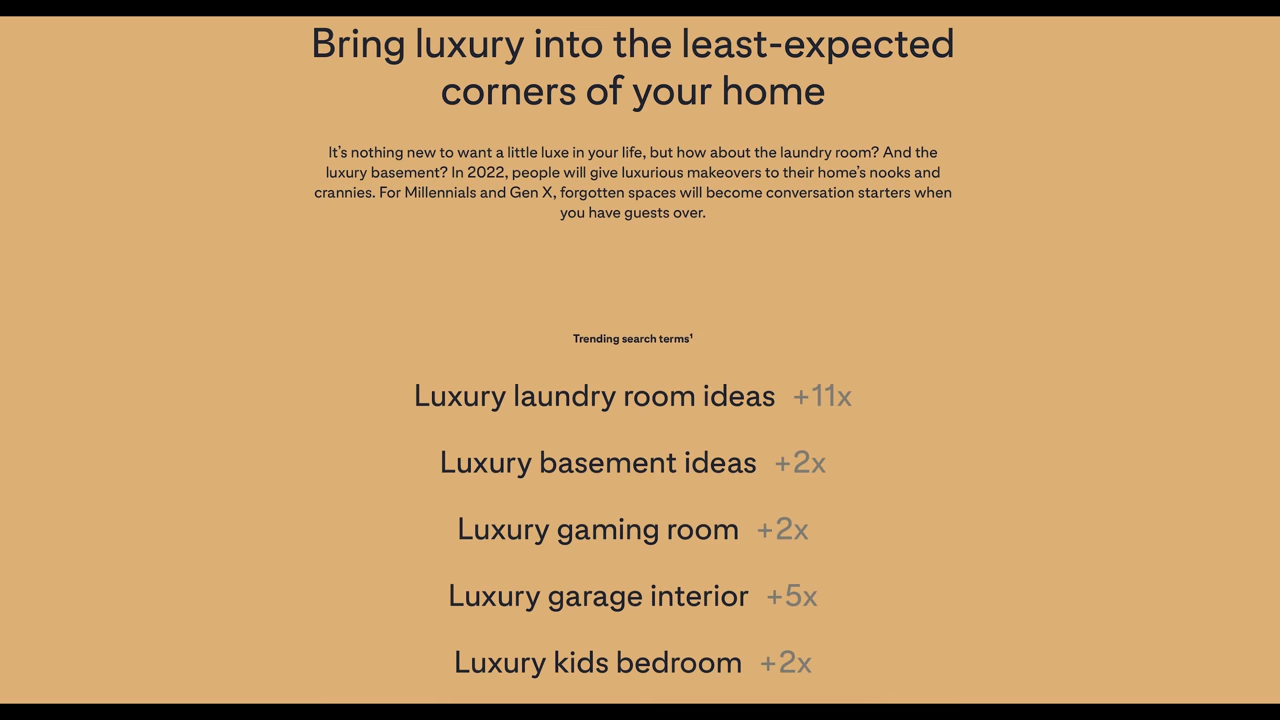 Bring luxury into the least-expected
corners of your home
It’s nothing new to want a little luxe in your life, but how about the laundry room? And the
luxury basement? In 2022, people will give luxurious makeovers to their home’s nooks and
crannies. For Millennials and Gen X, forgotten spaces will become conversation starters when
you have guests over.
Trending search terms¹
Luxury laundry room ideas +11x
Luxury basement ideas +2x
Luxury gaming room +2x
Luxury garage interior +5x
Luxury kids bedroom +2x